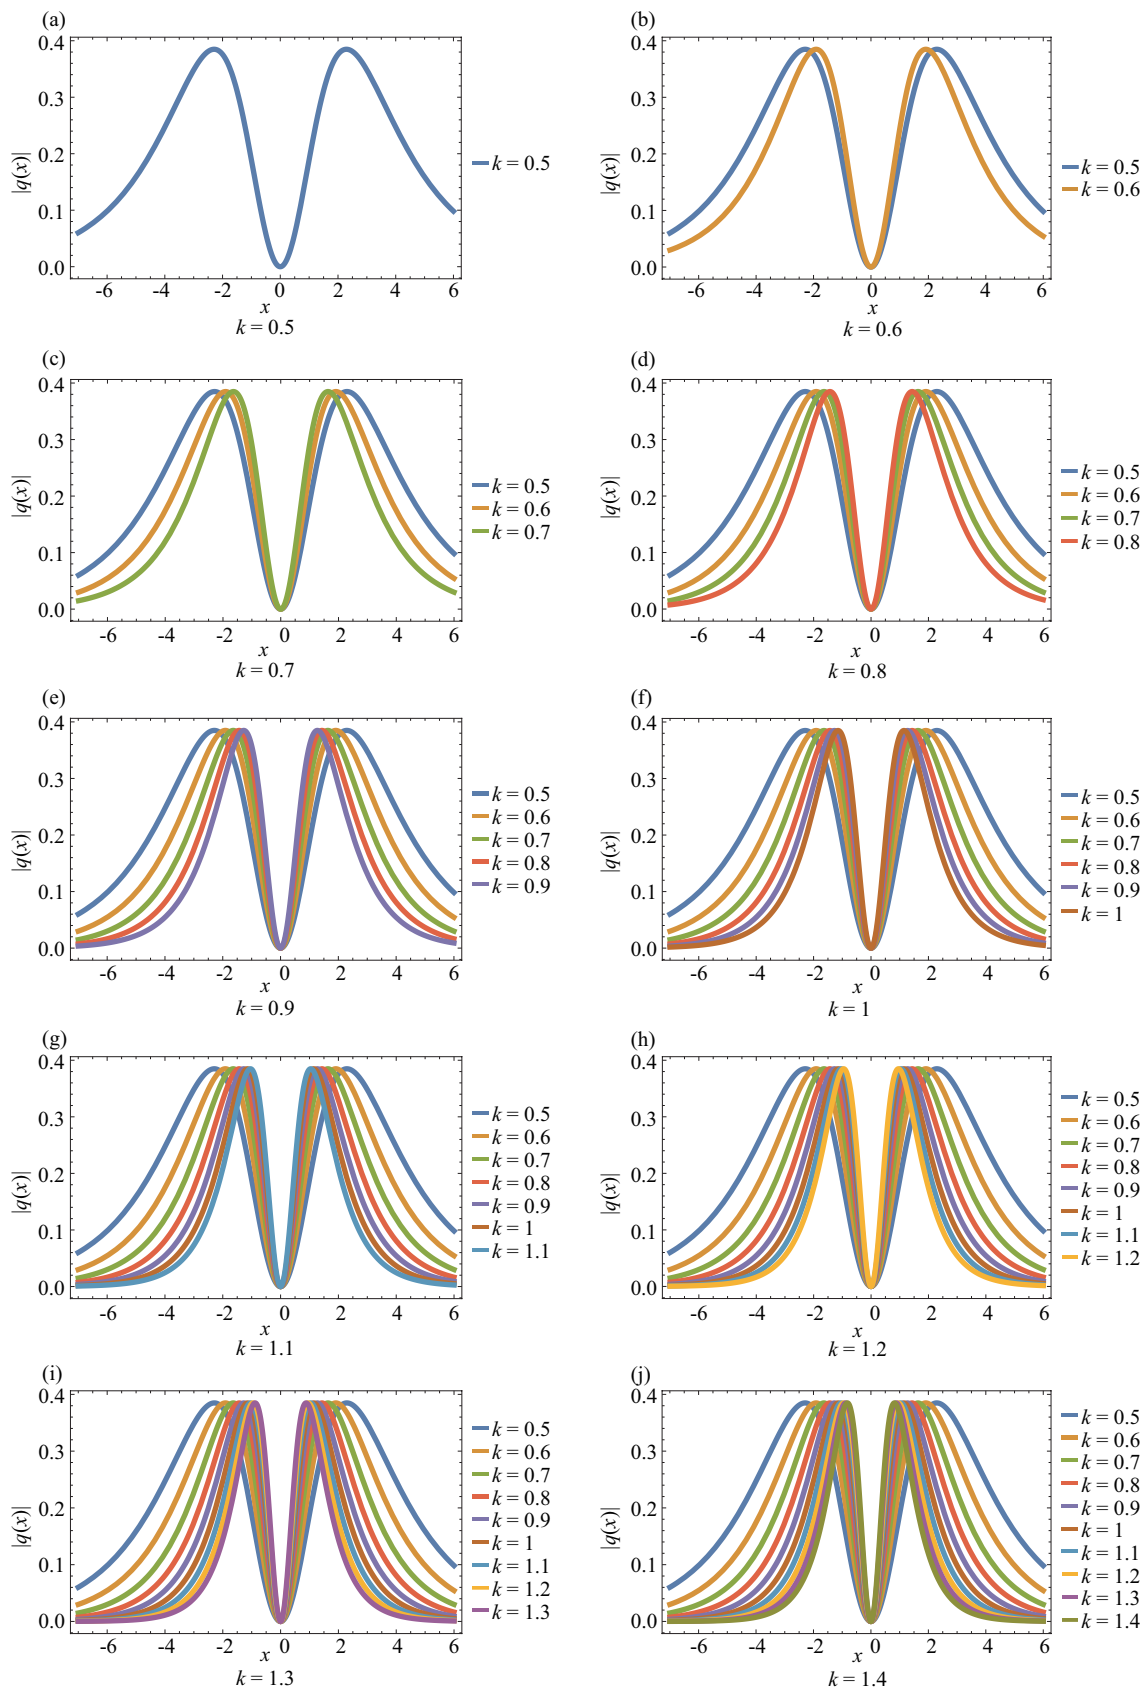 (a)
0.4
0.3
0.2
0.1
0.0
|q(x)|
-6 -4 -2 0 2 4 6
x
k = 0.5
k = 0.5
(b)
0.4
0.3
0.2
0.1
0.0
|q(x)|
-6 -4 -2 0 2 4 6
x
k = 0.6
k = 0.5
k = 0.6
(c)
0.4
0.3
0.2
0.1
0.0
|q(x)|
-6 -4 -2 0 2 4 6
x
k = 0.7
k = 0.5
k = 0.6
k = 0.7
(d)
0.4
0.3
0.2
0.1
0.0
|q(x)|
-6 -4 -2 0 2 4 6
x
k = 0.8
k = 0.5
k = 0.6
k = 0.7
k = 0.8
(e)
0.4
0.3
0.2
0.1
0.0
|q(x)|
-6 -4 -2 0 2 4 6
x
k = 0.9
k = 0.5
k = 0.6
k = 0.7
k = 0.8
k = 0.9
(f)
0.4
0.3
0.2
0.1
0.0
|q(x)|
-6 -4 -2 0 2 4 6
x
k = 1
k = 0.5
k = 0.6
k = 0.7
k = 0.8
k = 0.9
k = 1
(g)
0.4
0.3
0.2
0.1
0.0
|q(x)|
-6 -4 -2 0 2 4 6
x
k = 1.1
k = 0.5
k = 0.6
k = 0.7
k = 0.8
k = 0.9
k = 1
k = 1.1
(h)
0.4
0.3
0.2
0.1
0.0
|q(x)|
-6 -4 -2 0 2 4 6
x
k = 1.2
k = 0.5
k = 0.6
k = 0.7
k = 0.8
k = 0.9
k = 1
k = 1.1
k = 1.2
(i)
0.4
0.3
0.2
0.1
0.0
|q(x)|
-6 -4 -2 0 2 4 6
x
k = 1.3
k = 0.5
k = 0.6
k = 0.7
k = 0.8
k = 0.9
k = 1
k = 1.1
k = 1.2
k = 1.3
(j)
0.4
0.3
0.2
0.1
0.0
|q(x)|
-6 -4 -2 0 2 4 6
x
k = 1.4
k = 0.5
k = 0.6
k = 0.7
k = 0.8
k = 0.9
k = 1
k = 1.1
k = 1.2
k = 1.3
k = 1.4